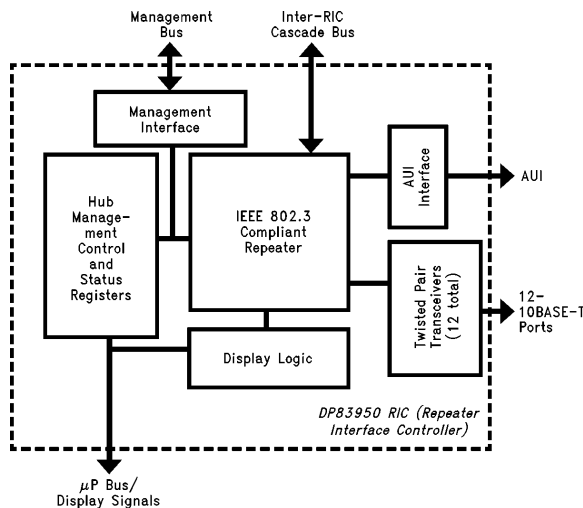 Management
Bus
Inter-RIC
Cascade Bus
Management
Interface
Hub
Manage-
ment
Control
and
Status
Registers
IEEE 802.3
Compliant
Repeater
AUI
Interface
AUI
Twisted Pair
Transceivers
(12 total)
12-
10BASE-T
Ports
Display Logic
DP83950 RIC (Repeater
Interface Controller)
μP Bus/
Display Signals